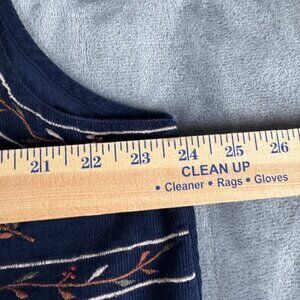 21 22 23 24 25 26
CLEAN UP
• Cleaner • Rags • Gloves